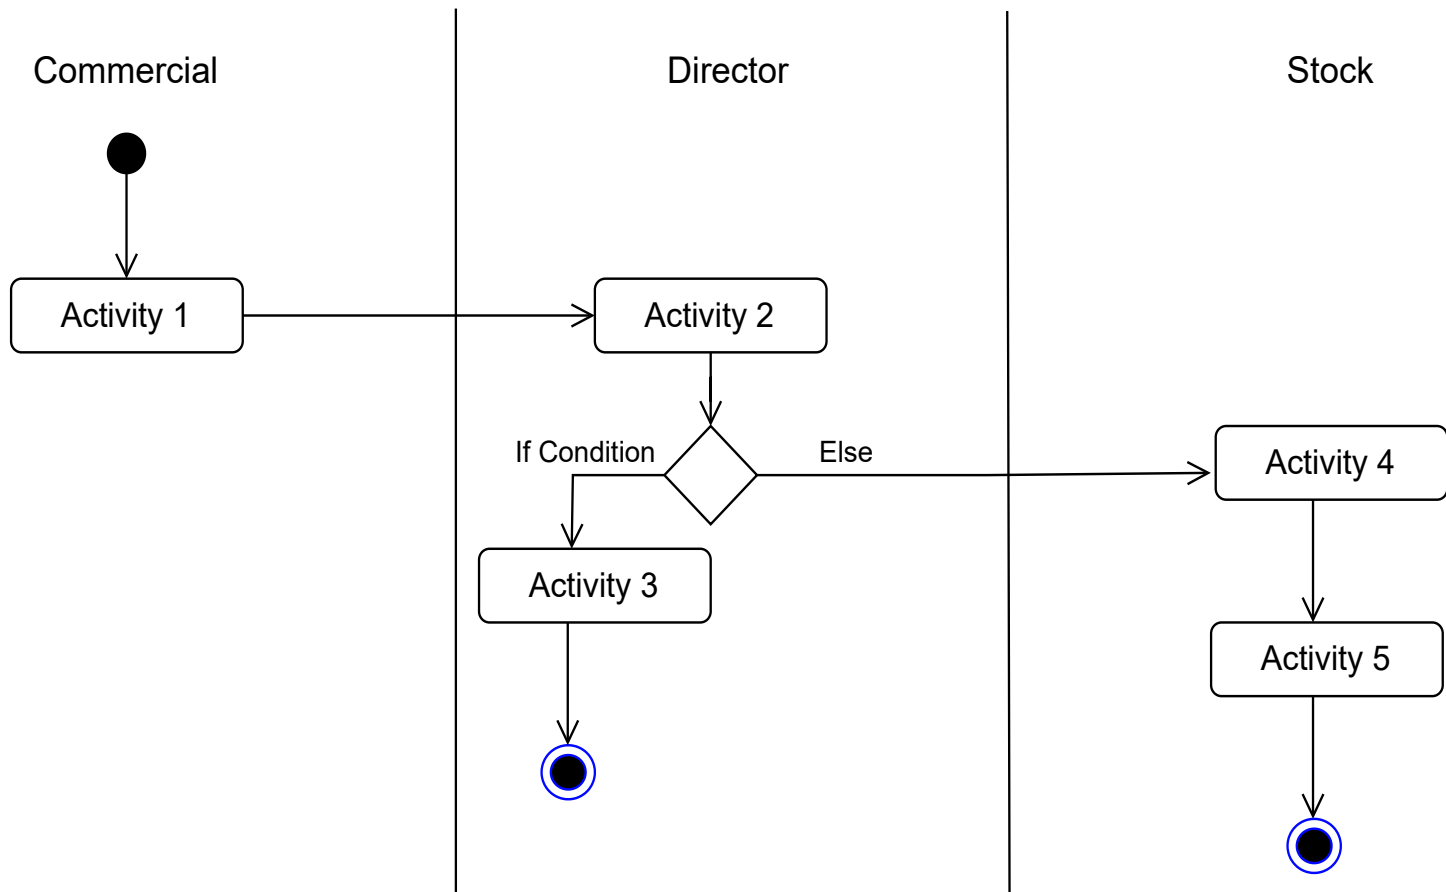 Commercial
Director
Stock
Activity 1
Activity 2
If Condition
Else
Activity 4
Activity 3
Activity 5